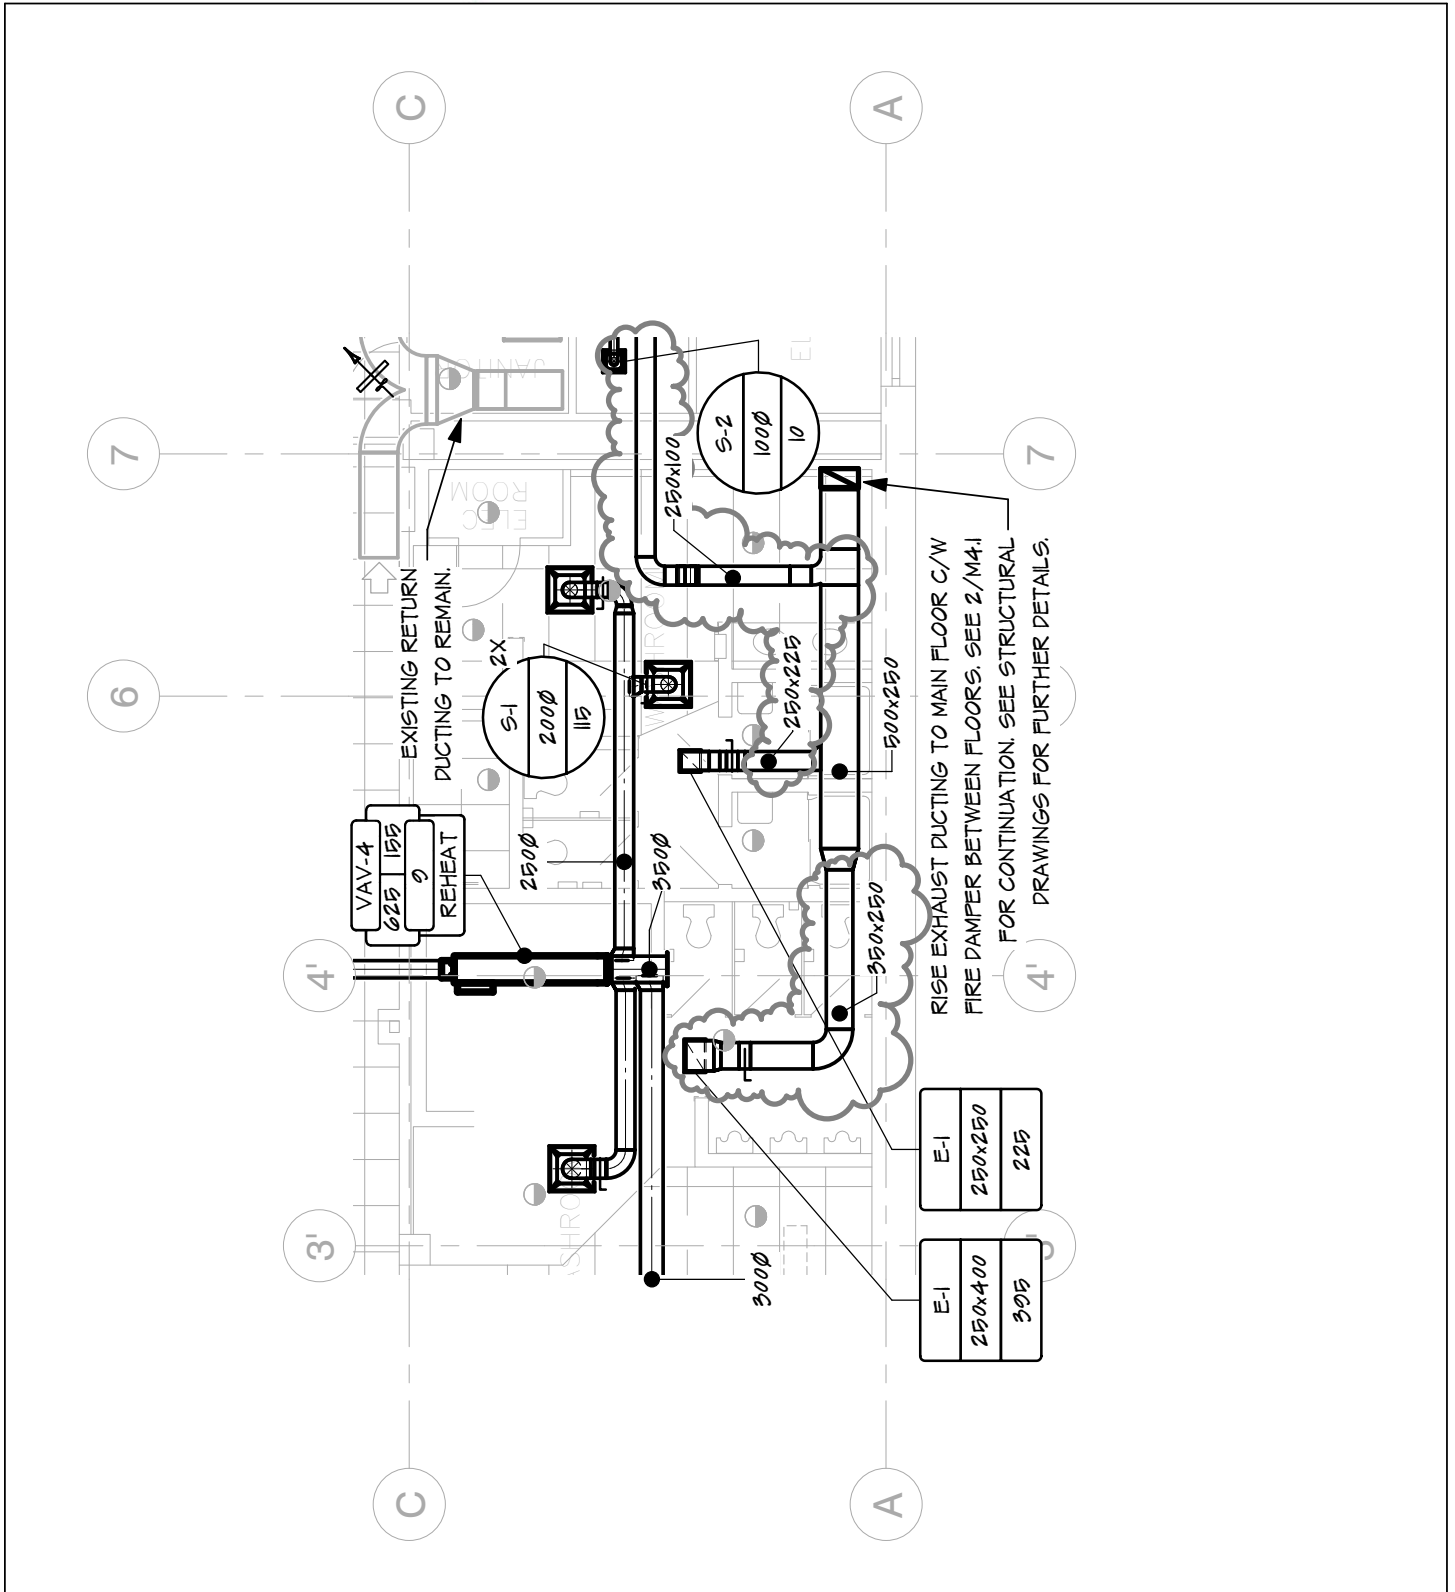 C
A
7
7
6
4'
4'
3'
C
A
JANITO
ELEC
ROOM
EXISTING RETURN
DUCTING TO REMAIN.
2X
S-1
200Ø
115
S-2
100Ø
10
250x100
250x225
500x250
VAV-4
625 155
9
REHEAT
250Ø
350Ø
350x250
300Ø
RISE EXHAUST DUCTING TO MAIN FLOOR C/W
FIRE DAMPER BETWEEN FLOORS. SEE 2/M4.1
FOR CONTINUATION. SEE STRUCTURAL
DRAWINGS FOR FURTHER DETAILS.
E-1
250x250
225
E-1
250x400
395
ASHRO
EL